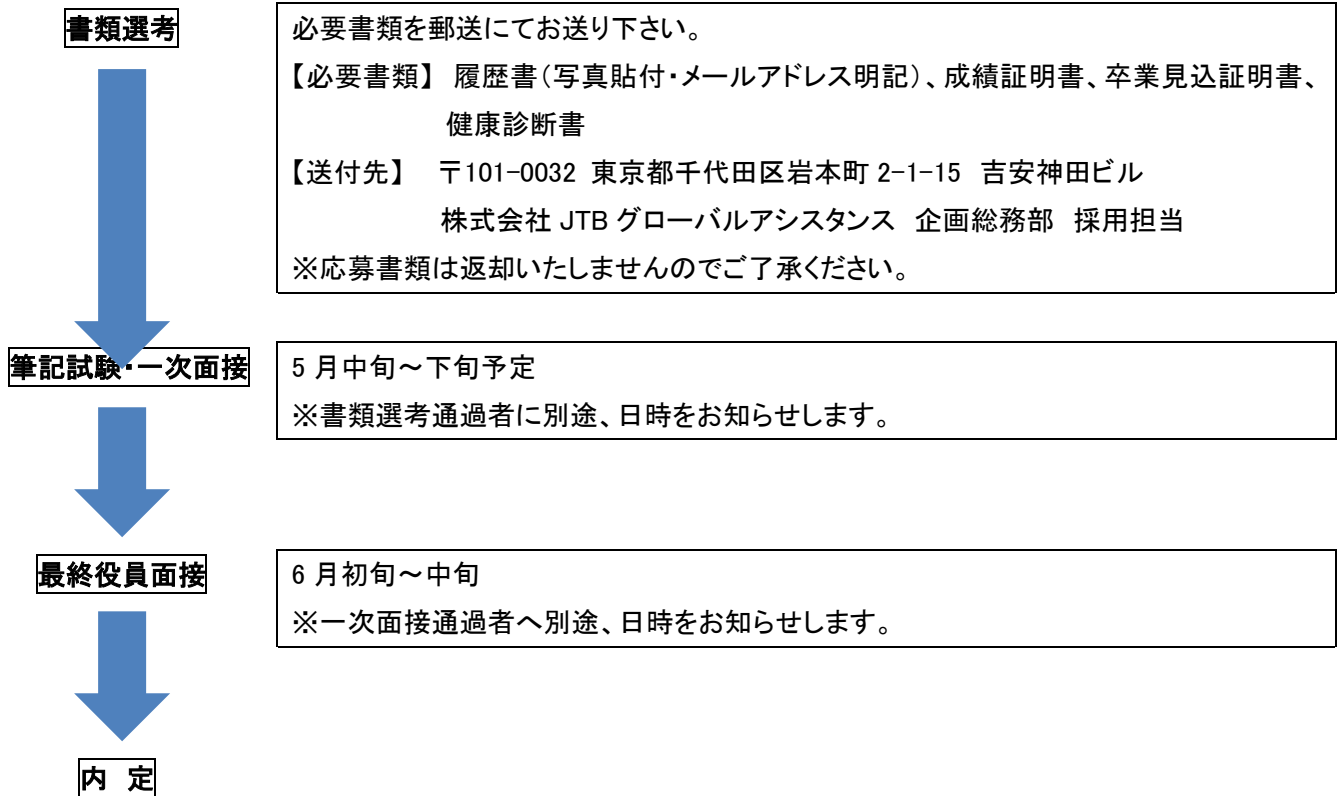 書類選考
必要書類を郵送にてお送り下さい。
【必要書類】 履歴書（写真貼付・メールアドレス明記）、成績証明書、卒業見込証明書、
健康診断書
【送付先】 〒101-0032 東京都千代田区岩本町 2-1-15 吉安神田ビル
株式会社 JTB グローバルアシスタンス 企画総務部 採用担当
※応募書類は返却いたしませんのでご了承ください。
筆記試験・一次面接
5 月中旬～下旬予定
※書類選考通過者に別途、日時をお知らせします。
最終役員面接
6 月初旬～中旬
※一次面接通過者へ別途、日時をお知らせします。
内 定